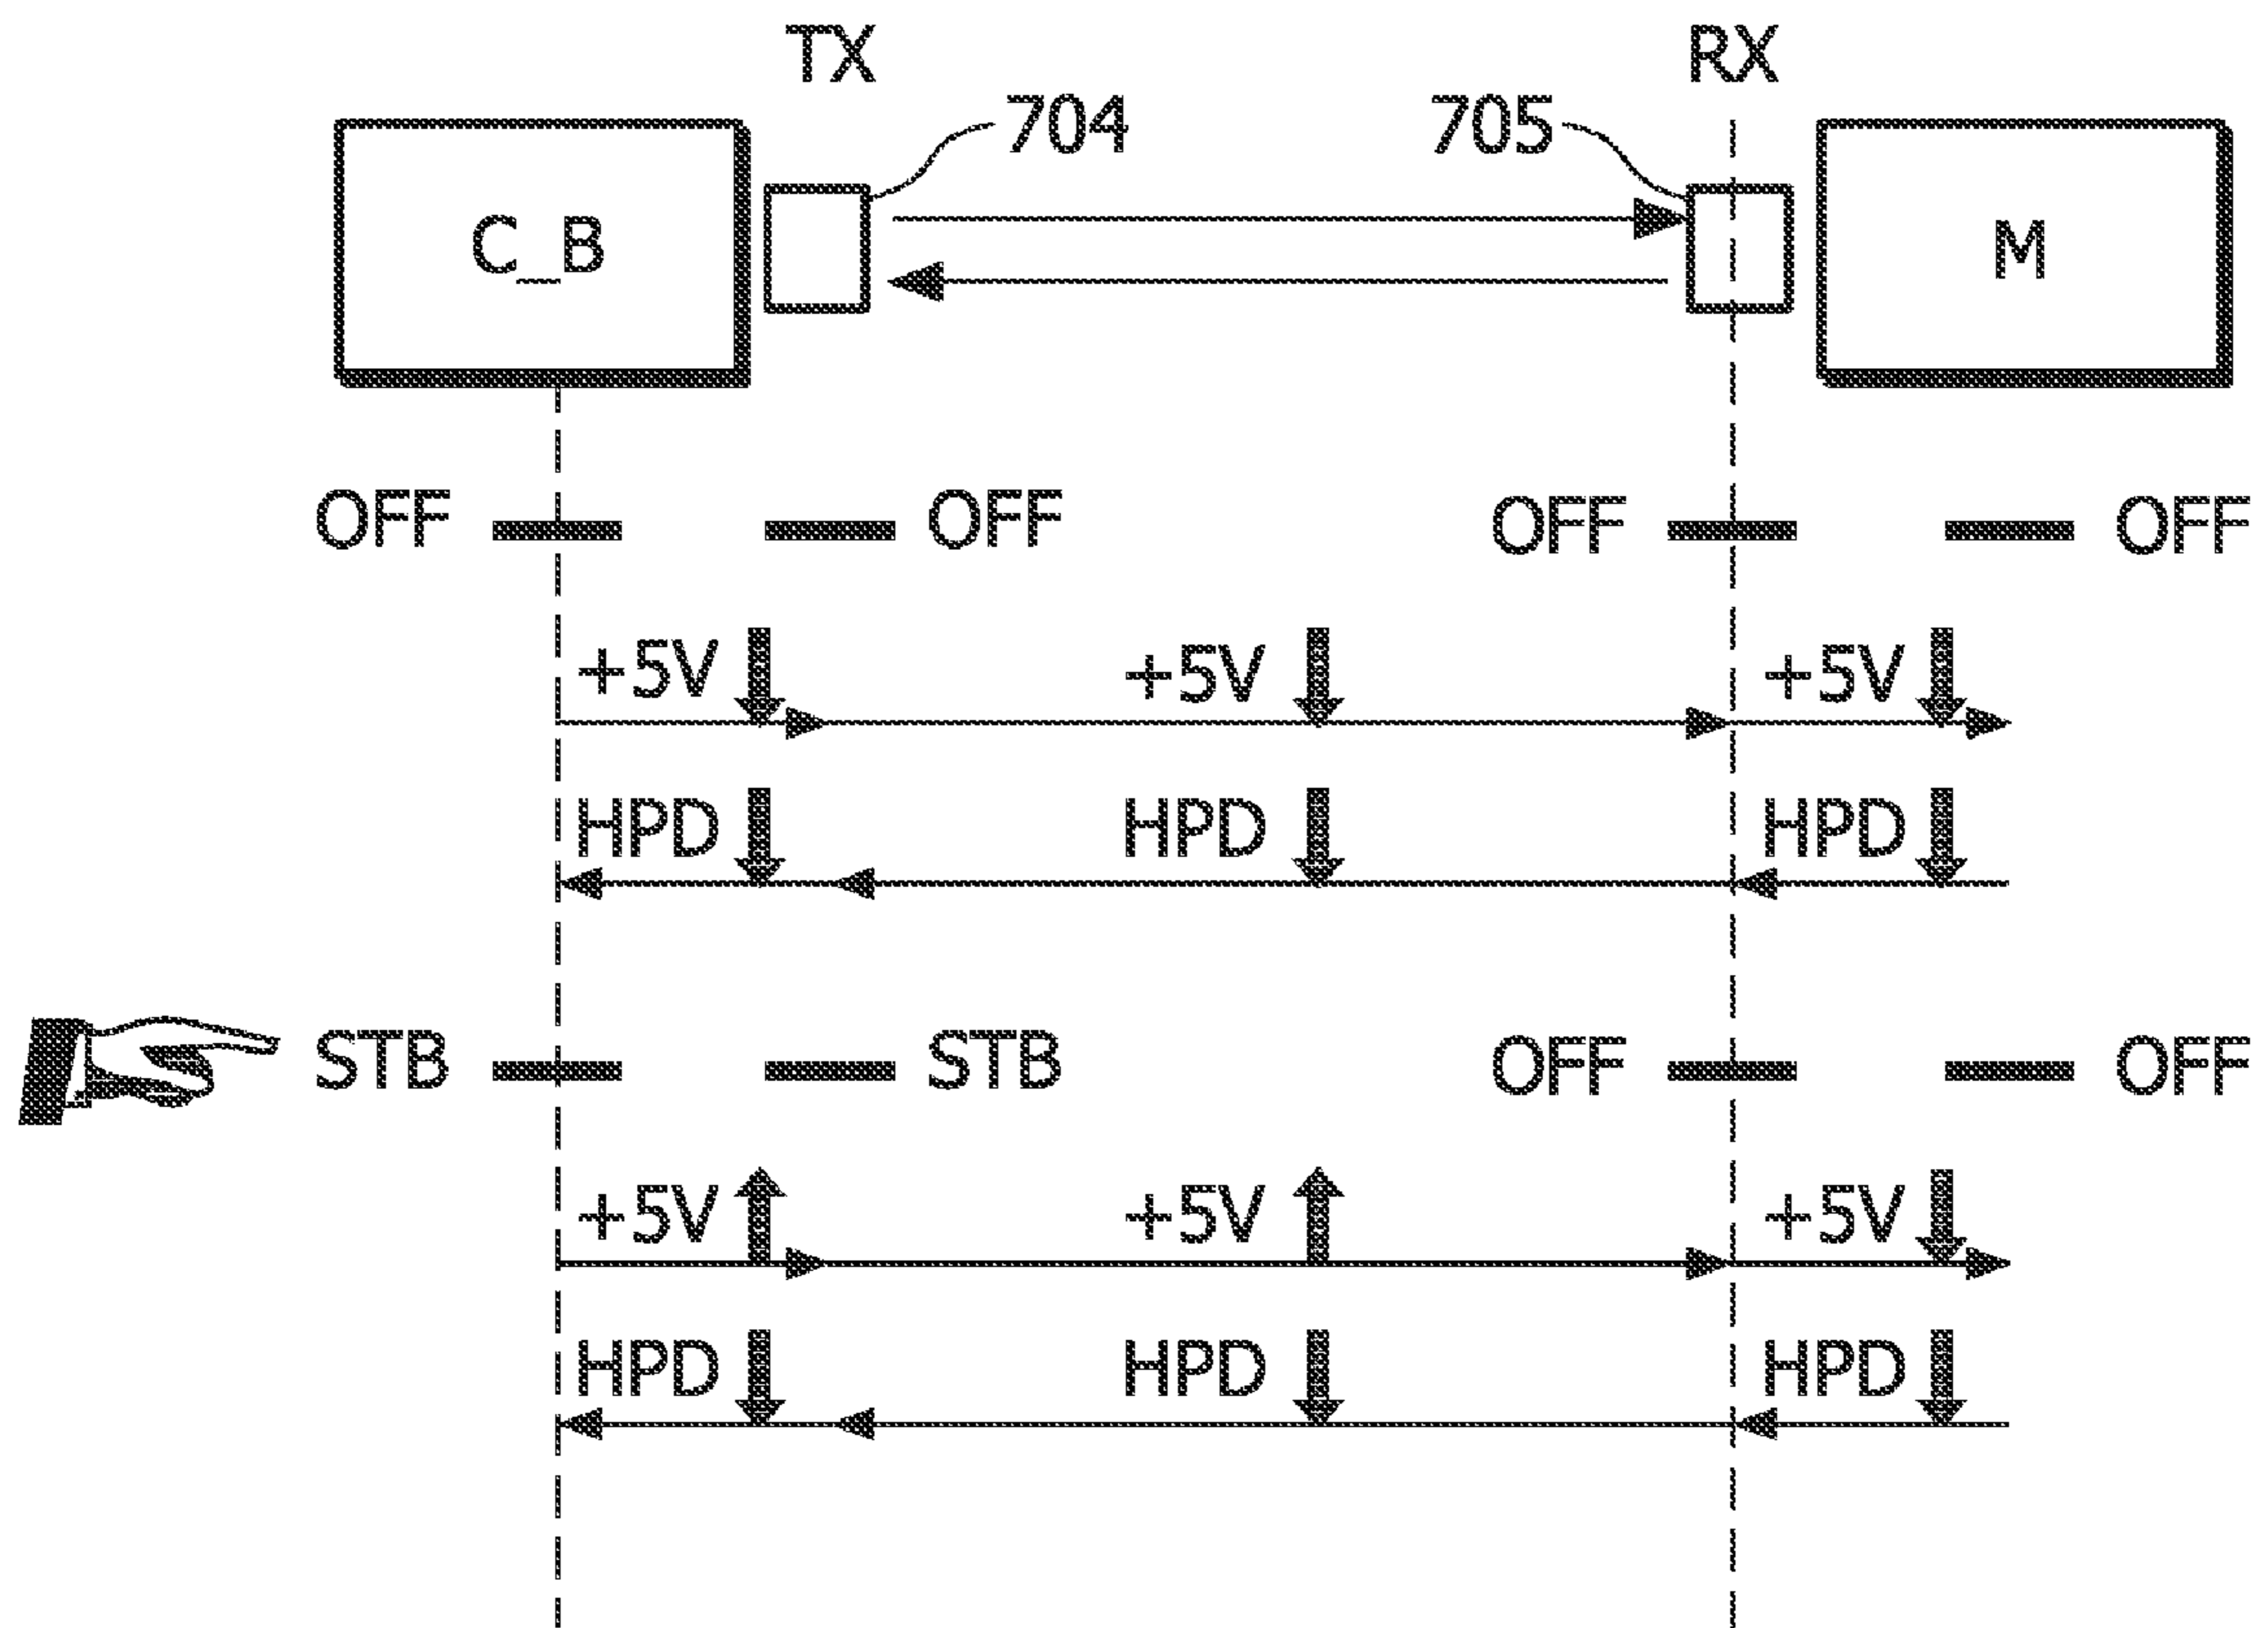 TX RX
704 705
C_B M
OFF OFF OFF OFF
+5V +5V +5V
HPD HPD HPD
STB STB OFF OFF
+5V +5V +5V
HPD HPD HPD